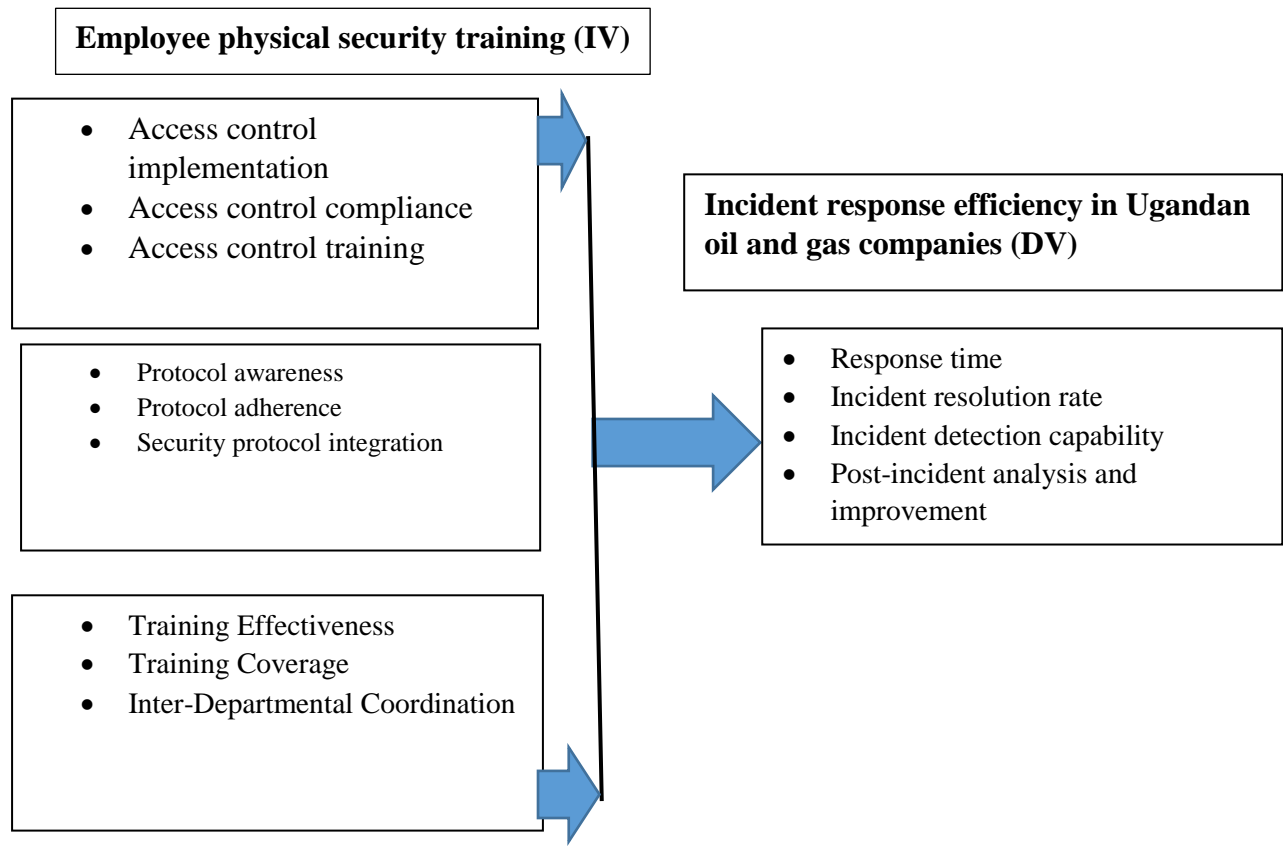 Employee physical security training (IV)
• Access control
implementation
• Access control compliance
• Access control training
• Protocol awareness
• Protocol adherence
• Security protocol integration
• Training Effectiveness
• Training Coverage
• Inter-Departmental Coordination
Incident response efficiency in Ugandan
oil and gas companies (DV)
• Response time
• Incident resolution rate
• Incident detection capability
• Post-incident analysis and
improvement